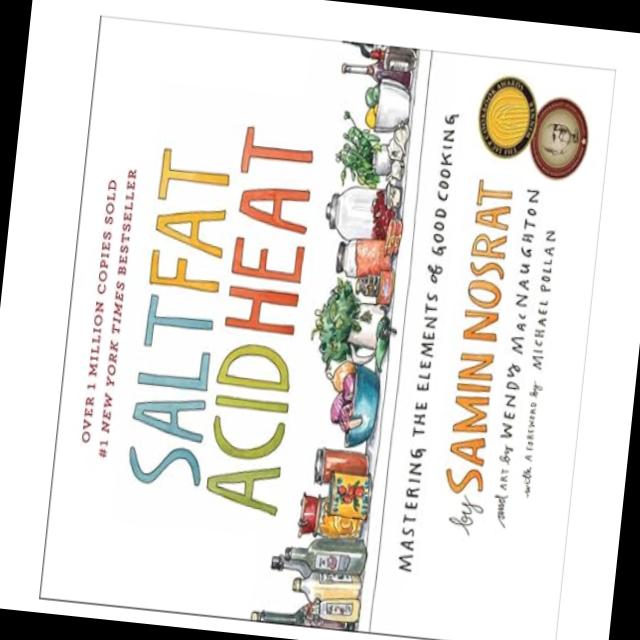 OVER 1 MILLION COPIES SOLD
#1 NEW YORK TIMES BESTSELLER
SALT FAT
ACID HEAT
MASTERING THE ELEMENTS of GOOD COOKING
by SAMIN NOSRAT
and ART by WENDY MACNAUGHTON
with A FOREWORD by MICHAEL POLLAN